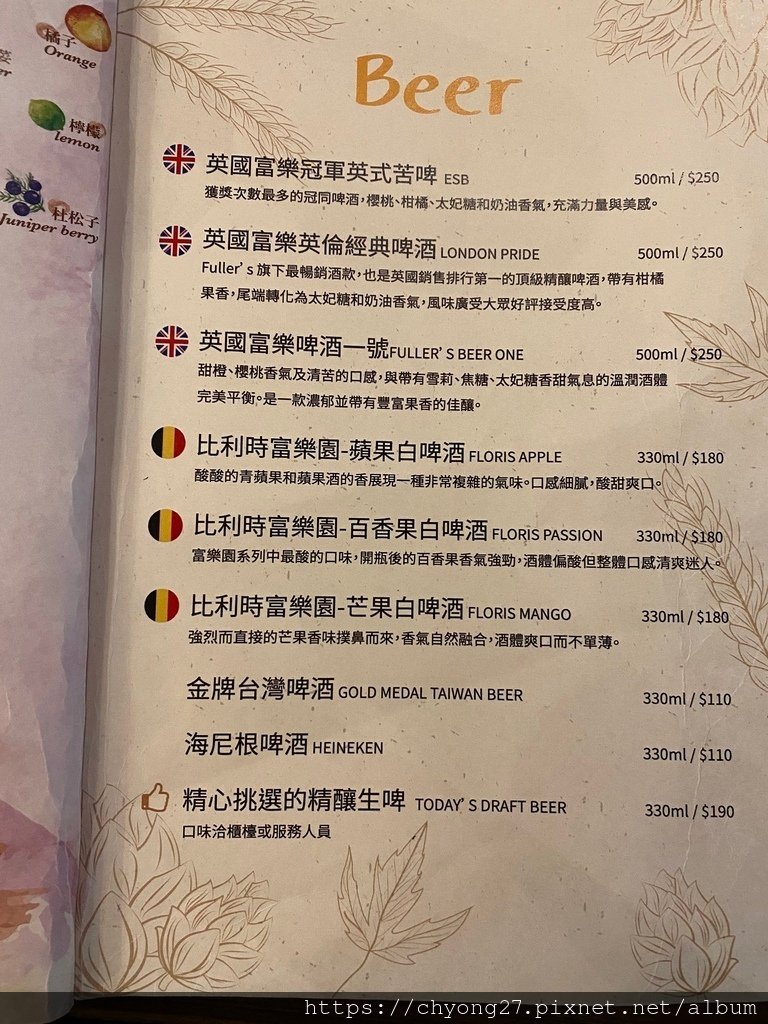 橘子
Orange
檸檬
lemon
杜松子
Juniper berry
Beer
英國富樂冠軍英式苦啤 ESB 500ml / $250
獲獎次數最多的冠同啤酒，櫻桃、柑橘、太妃糖和奶油香氣，充滿力量與美感。
英國富樂英倫經典啤酒 LONDON PRIDE 500ml / $250
Fuller's 旗下最暢銷酒款，也是英國銷售排行第一的頂級精釀啤酒，帶有柑橘
果香，尾端轉化為太妃糖和奶油香氣，風味廣受大眾好評接受度高。
英國富樂啤酒一號 FULLER'S BEER ONE 500ml / $250
甜橙、櫻桃香氣及清苦的口感，與帶有雪莉、焦糖、太妃糖香甜氣息的溫潤酒體
完美平衡。是一款濃郁並帶有豐富果香的佳釀。
比利時富樂園-蘋果白啤酒 FLORIS APPLE 330ml / $180
酸酸的青蘋果和蘋果酒的香展現一種非常複雜的氣味。口感細膩，酸甜爽口。
比利時富樂園-百香果白啤酒 FLORIS PASSION 330ml / $180
富樂園系列中最酸的口味，開瓶後的百香果香氣強勁，酒體偏酸但整體口感清爽迷人。
比利時富樂園-芒果白啤酒 FLORIS MANGO 330ml / $180
強烈而直接的芒果香味撲鼻而來，香氣自然融合，酒體爽口而不單薄。
金牌台灣啤酒 GOLD MEDAL TAIWAN BEER 330ml / $110
海尼根啤酒 HEINEKEN 330ml / $110
精心挑選的精釀生啤 TODAY'S DRAFT BEER 330ml / $190
口味洽櫃檯或服務人員
https://chyong27.pixnet.net/album